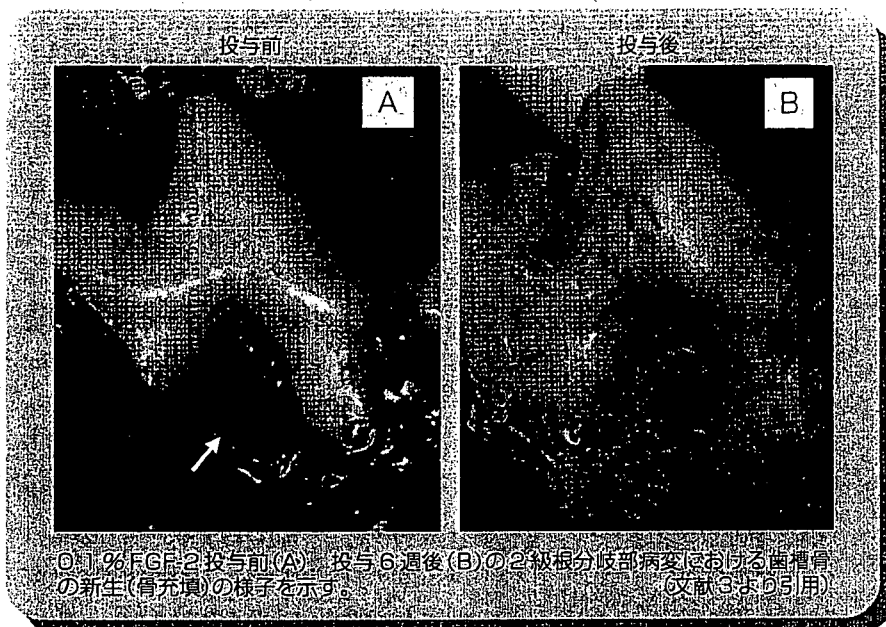 投与前
投与後
A
B
0.1%FGF-2投与前(A)、投与6週後(B)の2級根分岐部病変における歯槽骨
の新生(骨充填)の様子を示す。
(文献3より引用)